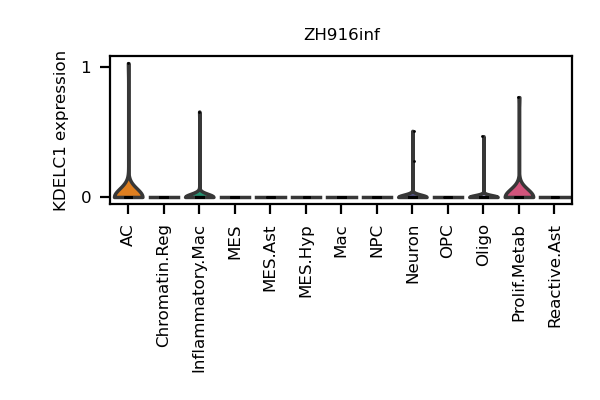 ZH916inf
KDELC1 expression
1
0
AC
Chromatin.Reg
Inflammatory.Mac
MES
MES.Ast
MES.Hyp
Mac
NPC
Neuron
OPC
Oligo
Prolif.Metab
Reactive.Ast